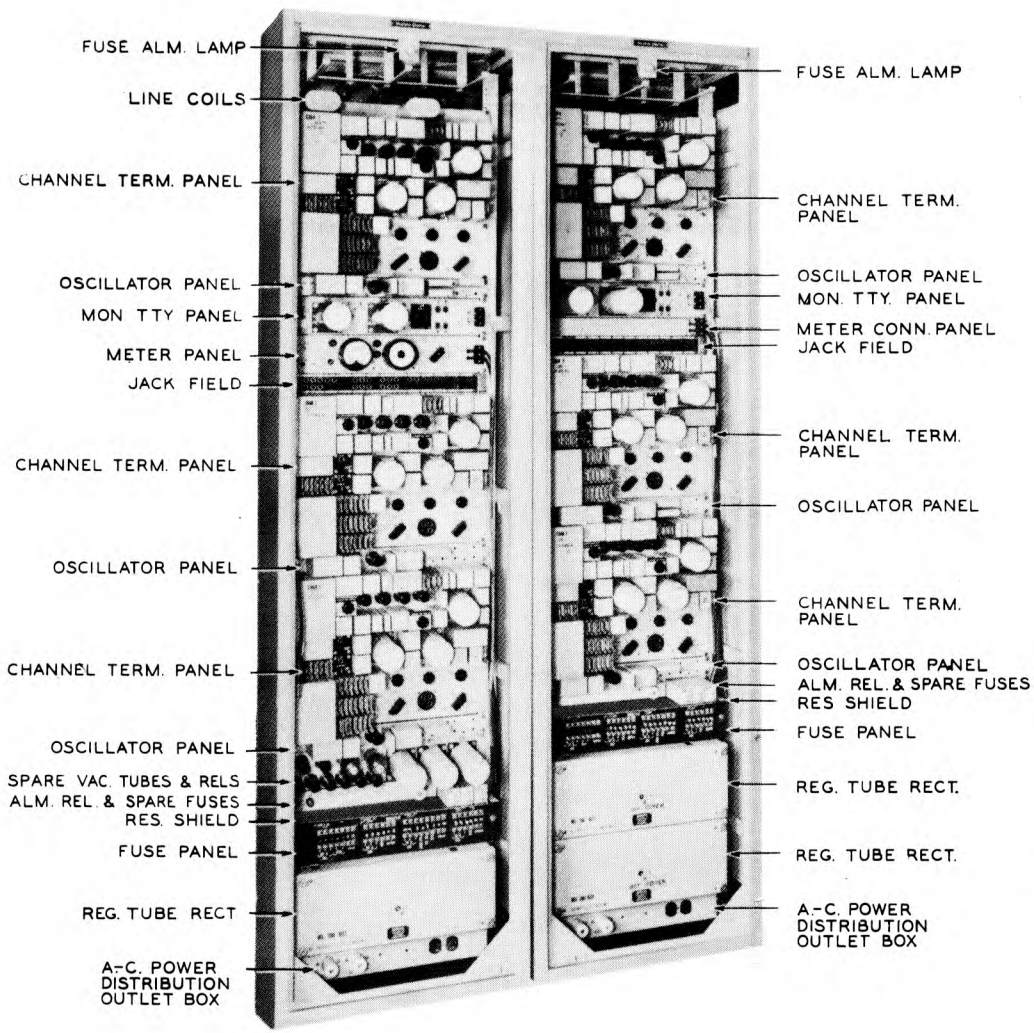 FUSE ALM. LAMP
LINE COILS
CHANNEL TERM. PANEL
OSCILLATOR PANEL
MON TTY PANEL
METER PANEL
JACK FIELD
CHANNEL TERM. PANEL
OSCILLATOR PANEL
CHANNEL TERM. PANEL
OSCILLATOR PANEL
SPARE VAC. TUBES & RELS
ALM. REL. & SPARE FUSES
RES. SHIELD
FUSE PANEL
REG. TUBE RECT
A.-C. POWER
DISTRIBUTION
OUTLET BOX
FUSE ALM. LAMP
CHANNEL TERM.
PANEL
OSCILLATOR PANEL
MON. TTY. PANEL
METER CONN. PANEL
JACK FIELD
CHANNEL TERM.
PANEL
OSCILLATOR PANEL
CHANNEL TERM.
PANEL
OSCILLATOR PANEL
ALM. REL. & SPARE FUSES
RES SHIELD
FUSE PANEL
REG. TUBE RECT.
REG. TUBE RECT.
A.-C. POWER
DISTRIBUTION
OUTLET BOX